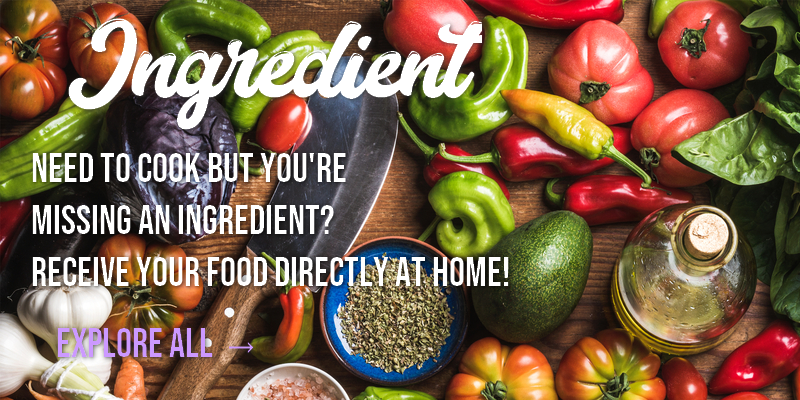 Ingredient
NEED TO COOK BUT YOU'RE
MISSING AN INGREDIENT?
RECEIVE YOUR FOOD DIRECTLY AT HOME!
EXPLORE ALL →